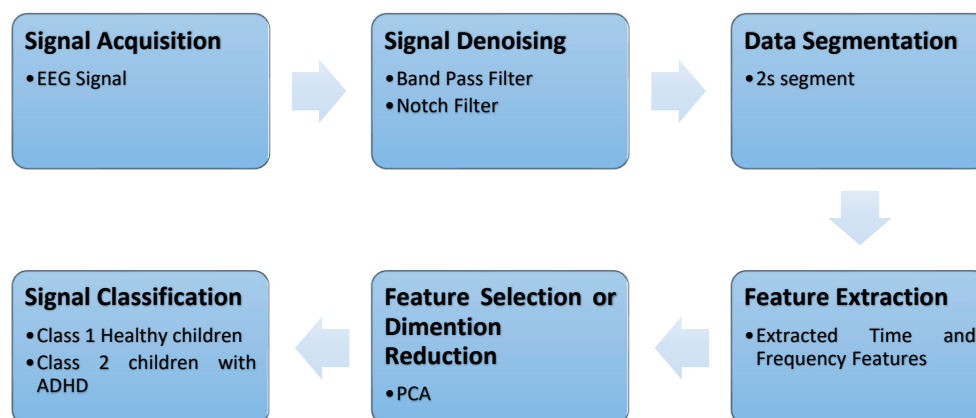 Signal Acquisition
•EEG Signal
Signal Denoising
•Band Pass Filter
•Notch Filter
Data Segmentation
•2s segment
Feature Extraction
•Extracted Time and
Frequency Features
Feature Selection or
Dimention
Reduction
•PCA
Signal Classification
•Class 1 Healthy children
•Class 2 children with
ADHD